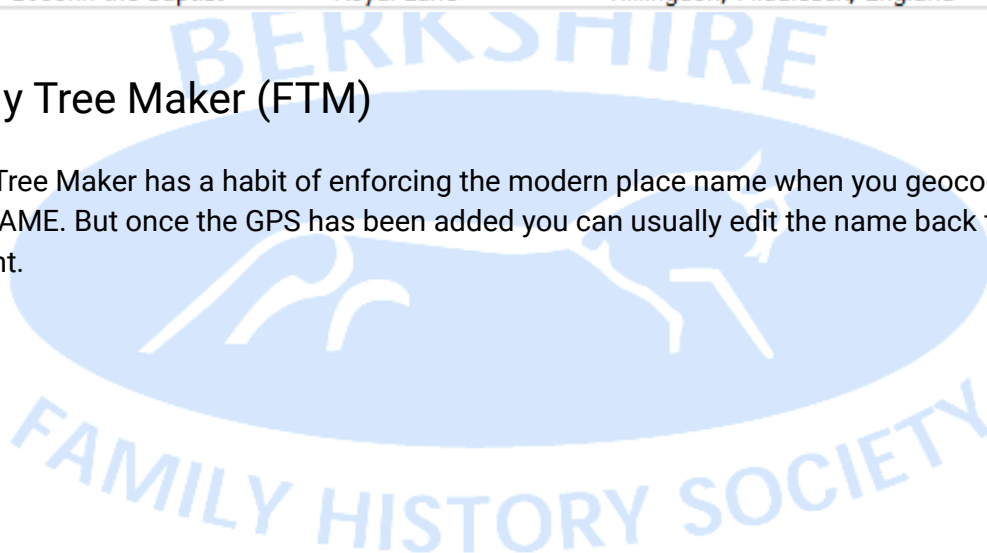 BERKSHIRE
y Tree Maker (FTM)
Tree Maker has a habit of enforcing the modern place name when you geoco
AME. But once the GPS has been added you can usually edit the name back
nt.
FAMILY HISTORY SOCIETY